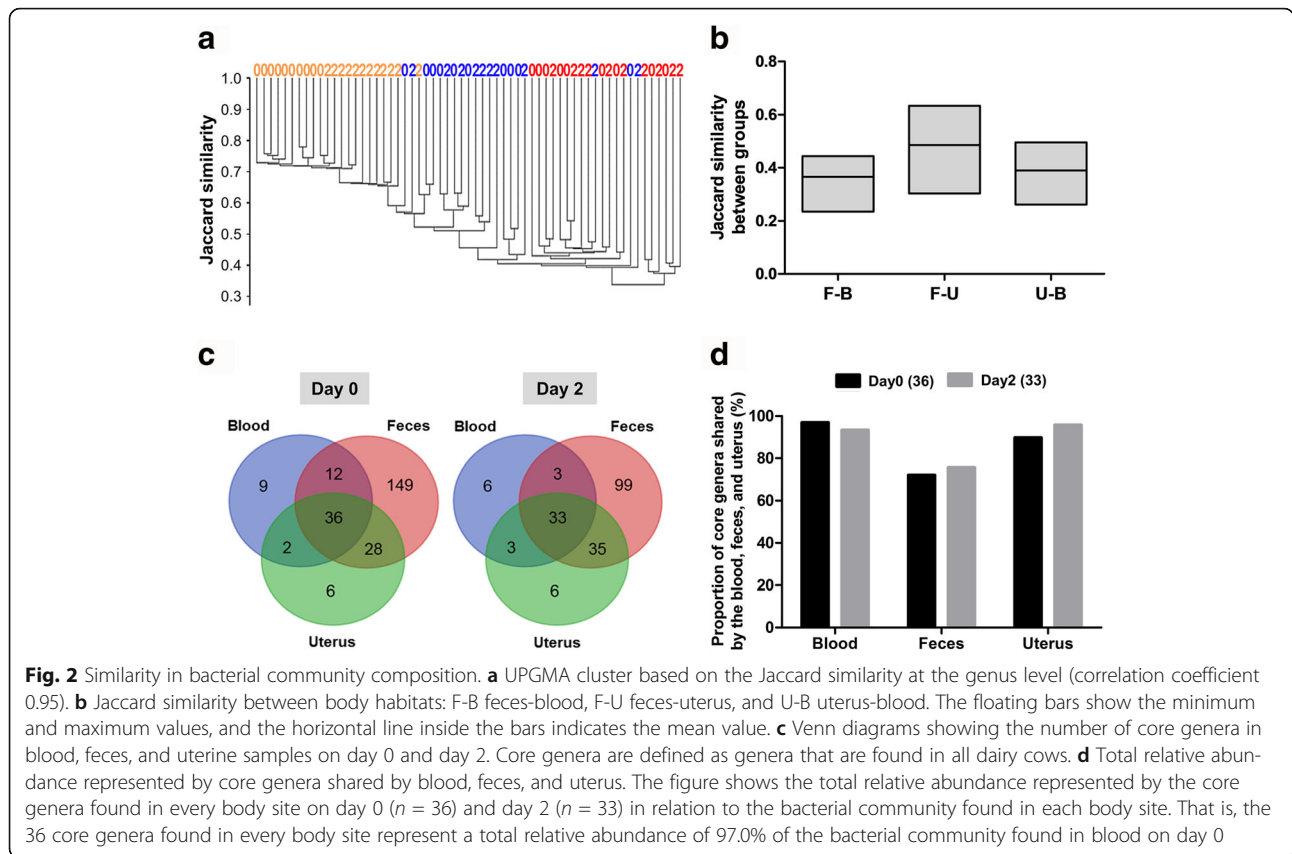 a
0000000000222222222202200020202222000200020022220202022 02022
Jaccard similarity
1.0
0.9
0.8
0.7
0.6
0.5
0.4
0.3
b
Jaccard similarity
between groups
0.8
0.6
0.4
0.2
0.0
F-B F-U U-B
c
Day 0 Day 2
Blood Feces Blood Feces
9 12 149 6 3 99
36 33
2 28 3 35
6 6
Uterus Uterus
d
Day0 (36) Day2 (33)
Proportion of core genera shared
by the blood, feces, and uterus (%)
100
80
60
40
20
0
Blood Feces Uterus
Fig. 2 Similarity in bacterial community composition. a UPGMA cluster based on the Jaccard similarity at the genus level (correlation coefficient
0.95). b Jaccard similarity between body habitats: F-B feces-blood, F-U feces-uterus, and U-B uterus-blood. The floating bars show the minimum
and maximum values, and the horizontal line inside the bars indicates the mean value. c Venn diagrams showing the number of core genera in
blood, feces, and uterine samples on day 0 and day 2. Core genera are defined as genera that are found in all dairy cows. d Total relative abun-
dance represented by core genera shared by blood, feces, and uterus. The figure shows the total relative abundance represented by the core
genera found in every body site on day 0 (n = 36) and day 2 (n = 33) in relation to the bacterial community found in each body site. That is, the
36 core genera found in every body site represent a total relative abundance of 97.0% of the bacterial community found in blood on day 0